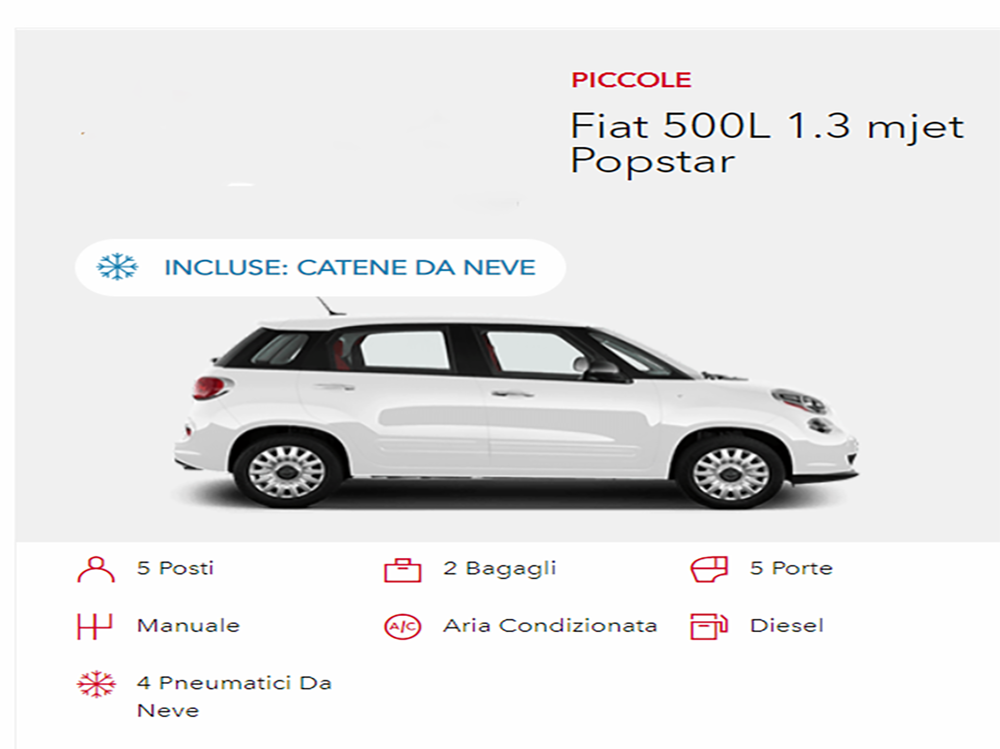 PICCOLE
Fiat 500L 1.3 mjet
Popstar
INCLUSE: CATENE DA NEVE
5 Posti
2 Bagagli
5 Porte
Manuale
A/C
Aria Condizionata
Diesel
4 Pneumatici Da
Neve